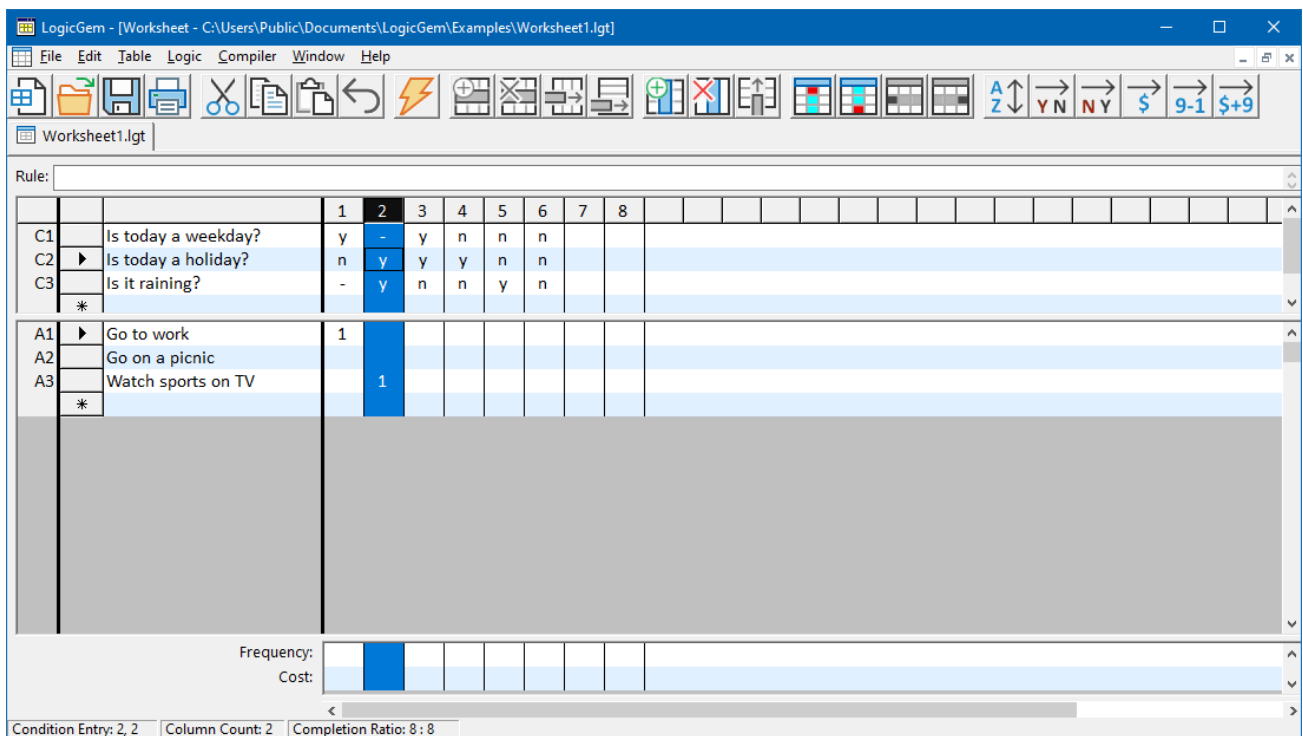 LogicGem - [Worksheet - C:\Users\Public\Documents\LogicGem\Examples\Worksheet1.lgt]
File Edit Table Logic Compiler Window Help
A Z Y N N Y $ 9-1 $+9
Worksheet1.lgt
Rule:
1 2 3 4 5 6 7 8
C1 Is today a weekday? y - y n n n
C2 Is today a holiday? n y y y n n
C3 Is it raining? - y n n y n
*
A1 Go to work 1
A2 Go on a picnic
A3 Watch sports on TV 1
*
Frequency:
Cost:
Condition Entry: 2, 2 Column Count: 2 Completion Ratio: 8 : 8